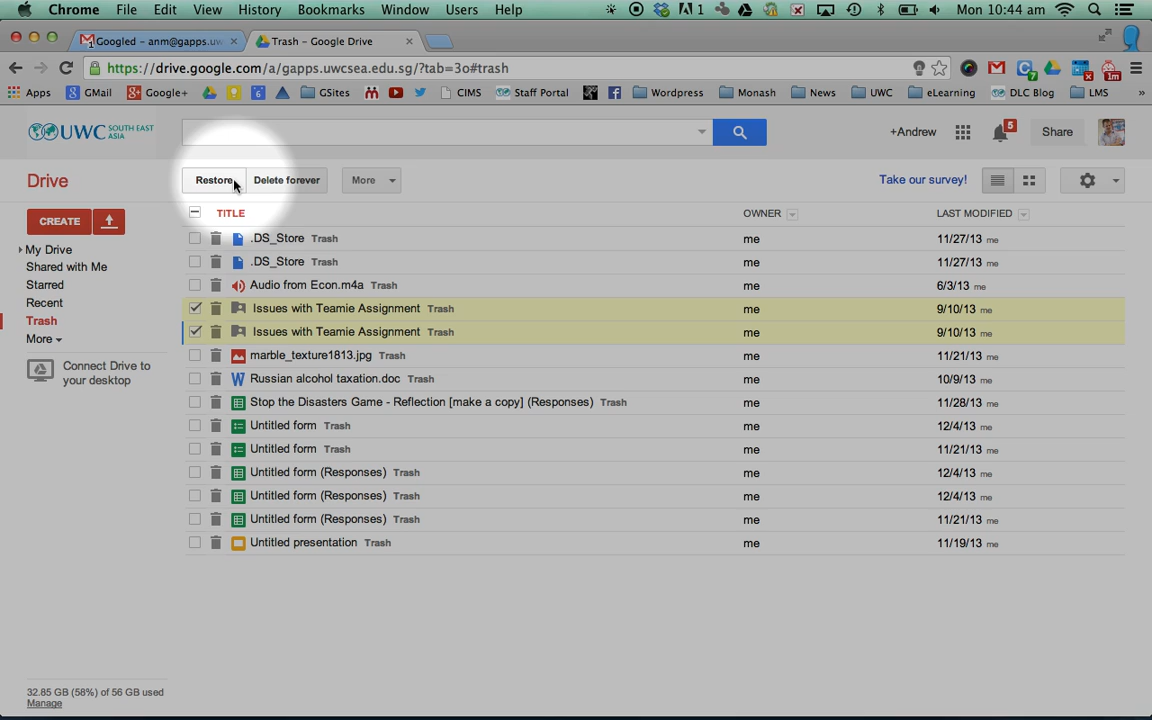 Chrome File Edit View History Bookmarks Window Users Help 1 Mon 10:44 am
1 Googled – anm@gapps.uw Trash – Google Drive
https://drive.google.com/a/gapps.uwcsea.edu.sg/?tab=3o#trash 7 1m
Apps GMail Google+ 6 GSites CIMS Staff Portal Wordpress Monash News UWC eLearning DLC Blog LMS »
UWC SOUTH EAST ASIA +Andrew 5 Share
Drive Restore Delete forever More Take our survey!
CREATE TITLE OWNER LAST MODIFIED
My Drive
Shared with Me
Starred
Recent
Trash
More
Connect Drive to
your desktop
.DS_Store Trash me 11/27/13 me
.DS_Store Trash me 11/27/13 me
Audio from Econ.m4a Trash me 6/3/13 me
Issues with Teamie Assignment Trash me 9/10/13 me
Issues with Teamie Assignment Trash me 9/10/13 me
marble_texture1813.jpg Trash me 11/21/13 me
Russian alcohol taxation.doc Trash me 10/9/13 me
Stop the Disasters Game - Reflection [make a copy] (Responses) Trash me 11/28/13 me
Untitled form Trash me 12/4/13 me
Untitled form Trash me 11/21/13 me
Untitled form (Responses) Trash me 12/4/13 me
Untitled form (Responses) Trash me 12/4/13 me
Untitled form (Responses) Trash me 11/21/13 me
Untitled presentation Trash me 11/19/13 me
32.85 GB (58%) of 56 GB used
Manage